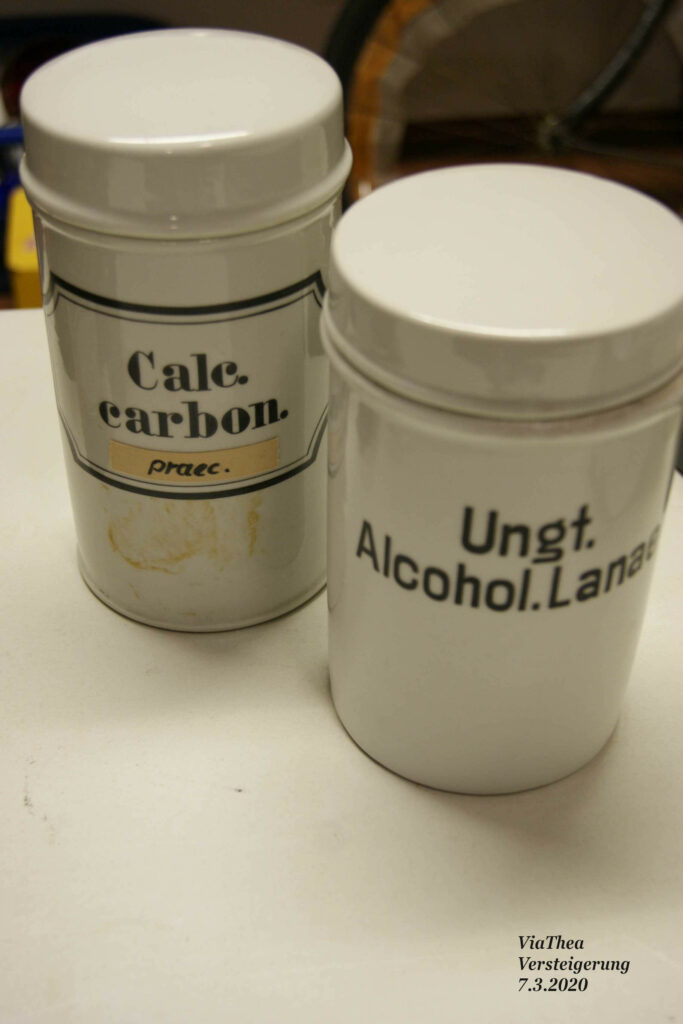 Calc.
carbon.
praec.
Ungt.
Alcohol.Lanae
ViaThea
Versteigerung
7.3.2020